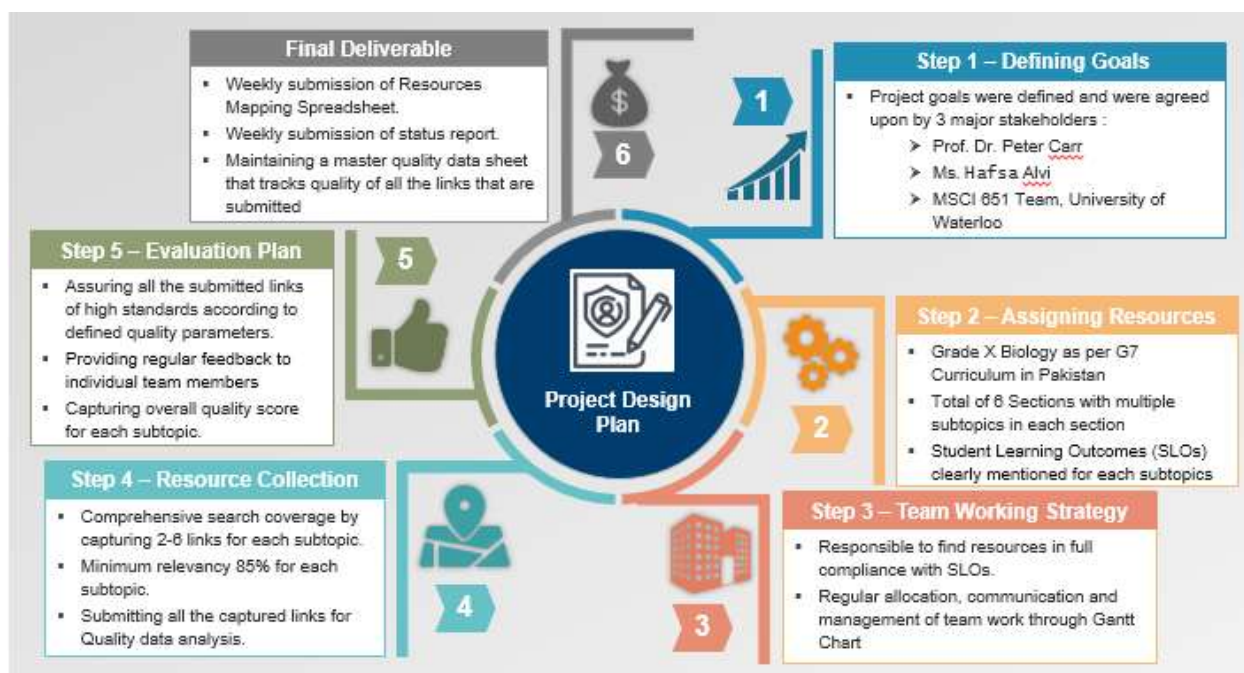 Project Design
Plan
1
Step 1 – Defining Goals
▪ Project goals were defined and were agreed
upon by 3 major stakeholders :
➢ Prof. Dr. Peter Carr
➢ Ms. Hafsa Alvi
➢ MSCI 651 Team, University of
Waterloo
2
Step 2 – Assigning Resources
▪ Grade X Biology as per G7
Curriculum in Pakistan
▪ Total of 6 Sections with multiple
subtopics in each section
▪ Student Learning Outcomes (SLOs)
clearly mentioned for each subtopics
3
Step 3 – Team Working Strategy
▪ Responsible to find resources in full
compliance with SLOs.
▪ Regular allocation, communication and
management of team work through Gantt
Chart
4
Step 4 – Resource Collection
▪ Comprehensive search coverage by
capturing 2-6 links for each subtopic.
▪ Minimum relevancy 85% for each
subtopic.
▪ Submitting all the captured links for
Quality data analysis.
5
Step 5 – Evaluation Plan
▪ Assuring all the submitted links
of high standards according to
defined quality parameters.
▪ Providing regular feedback to
individual team members
▪ Capturing overall quality score
for each subtopic.
$
6
Final Deliverable
▪ Weekly submission of Resources
Mapping Spreadsheet.
▪ Weekly submission of status report.
▪ Maintaining a master quality data sheet
that tracks quality of all the links that are
submitted